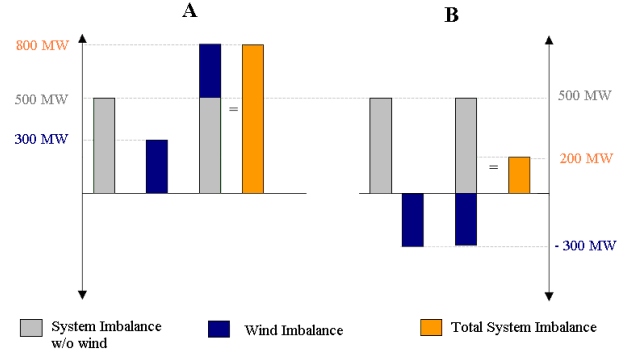 A
B
800 MW
500 MW
300 MW
=
500 MW
200 MW
=
- 300 MW
System Imbalance
w/o wind
Wind Imbalance
Total System Imbalance